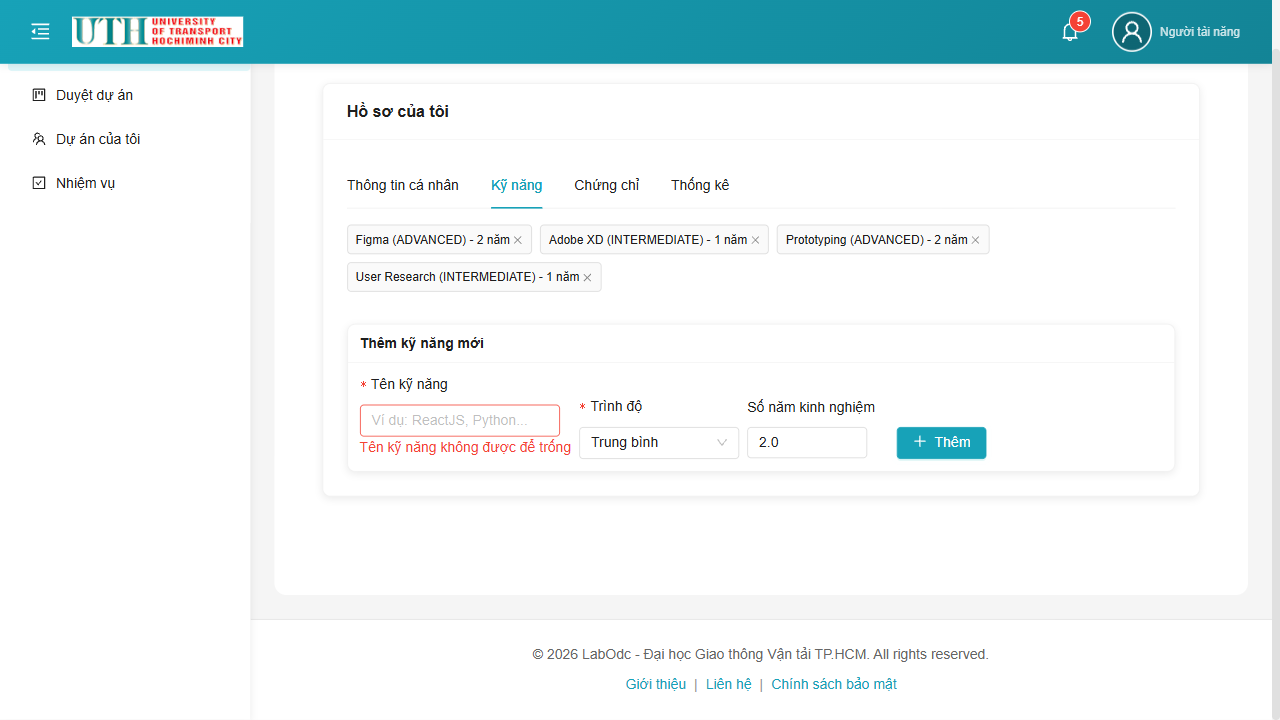 UTH UNIVERSITY
OF TRANSPORT
HOCHIMINH CITY
5
Người tài năng
Duyệt dự án
Dự án của tôi
Nhiệm vụ
Hồ sơ của tôi
Thông tin cá nhân Kỹ năng Chứng chỉ Thống kê
Figma (ADVANCED) - 2 năm Adobe XD (INTERMEDIATE) - 1 năm Prototyping (ADVANCED) - 2 năm
User Research (INTERMEDIATE) - 1 năm
Thêm kỹ năng mới
* Tên kỹ năng
Ví dụ: ReactJS, Python...
Tên kỹ năng không được để trống
* Trình độ
Trung bình
Số năm kinh nghiệm
2.0
Thêm
© 2026 LabOdc - Đại học Giao thông Vận tải TP.HCM. All rights reserved.
Giới thiệu | Liên hệ | Chính sách bảo mật